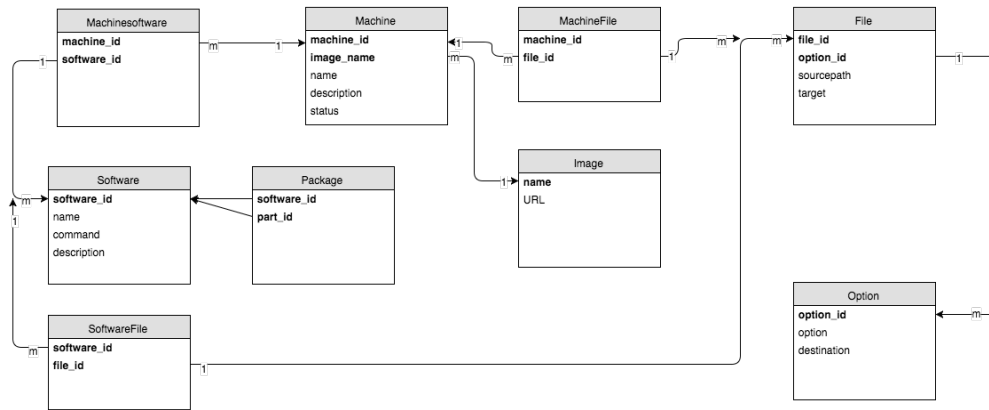 Machinesoftware
machine_id
software_id
Machine
machine_id
image_name
name
description
status
MachineFile
machine_id
file_id
File
file_id
option_id
sourcepath
target
m
1
1
m
1
m
m
1
m
1
Software
software_id
name
command
description
Package
software_id
part_id
Image
name
URL
m
1
1
Option
option_id
option
destination
m
SoftwareFile
software_id
file_id
m
1